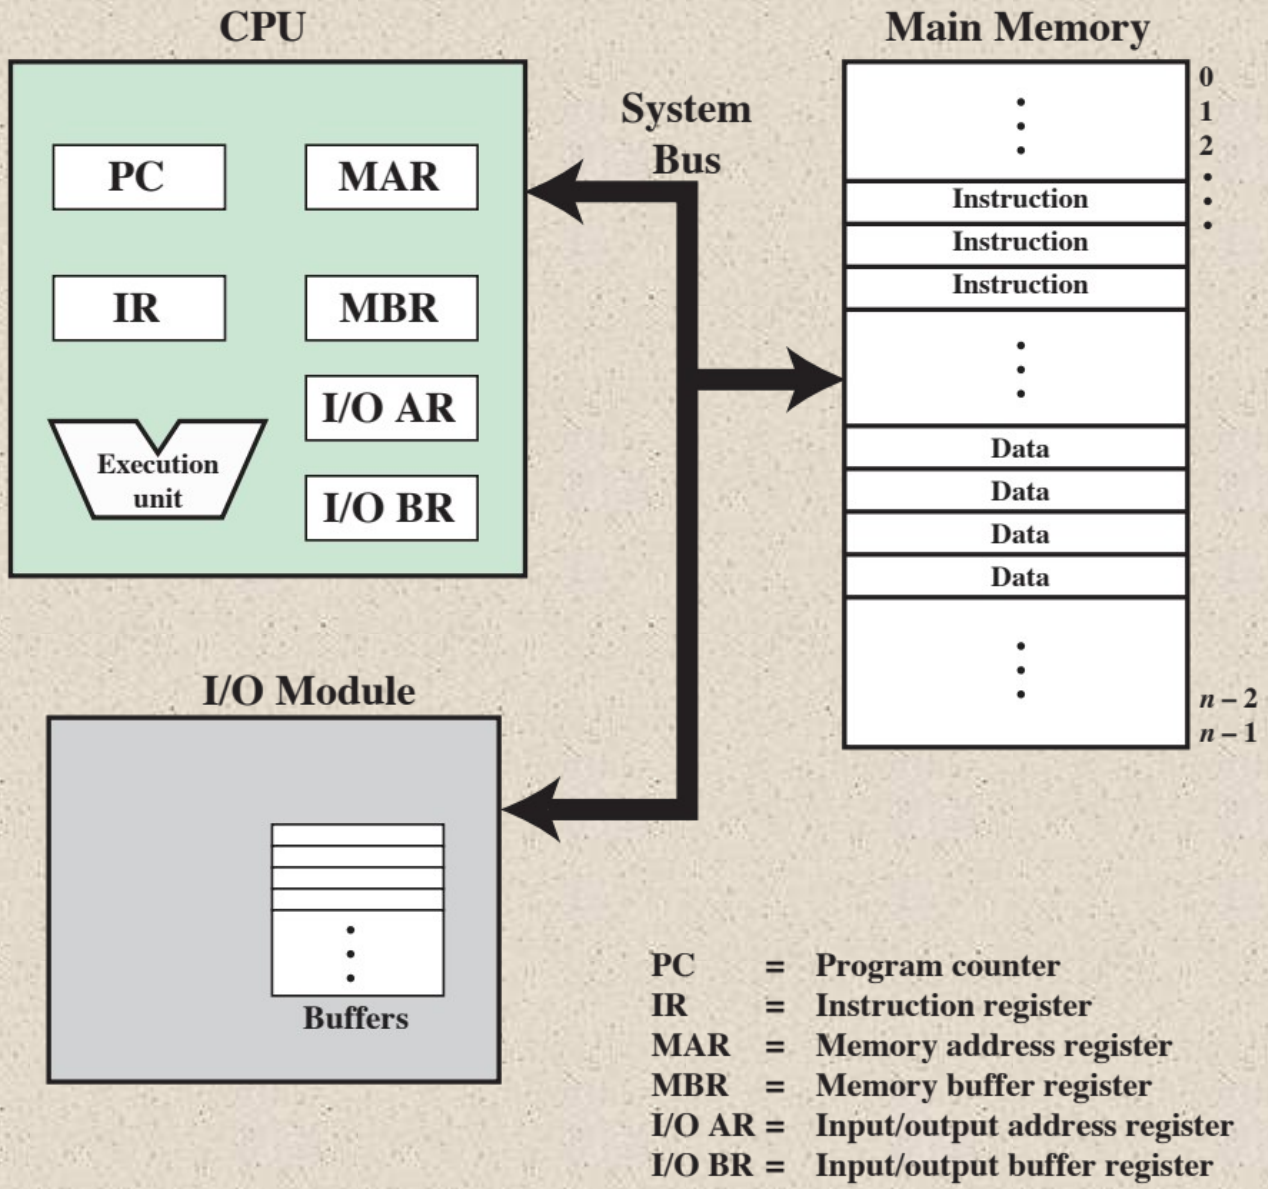 CPU
PC
MAR
IR
MBR
I/O AR
I/O BR
Execution
unit
System
Bus
Main Memory
0
1
2
Instruction
Instruction
Instruction
Data
Data
Data
Data
n – 2
n – 1
I/O Module
Buffers
PC = Program counter
IR = Instruction register
MAR = Memory address register
MBR = Memory buffer register
I/O AR = Input/output address register
I/O BR = Input/output buffer register